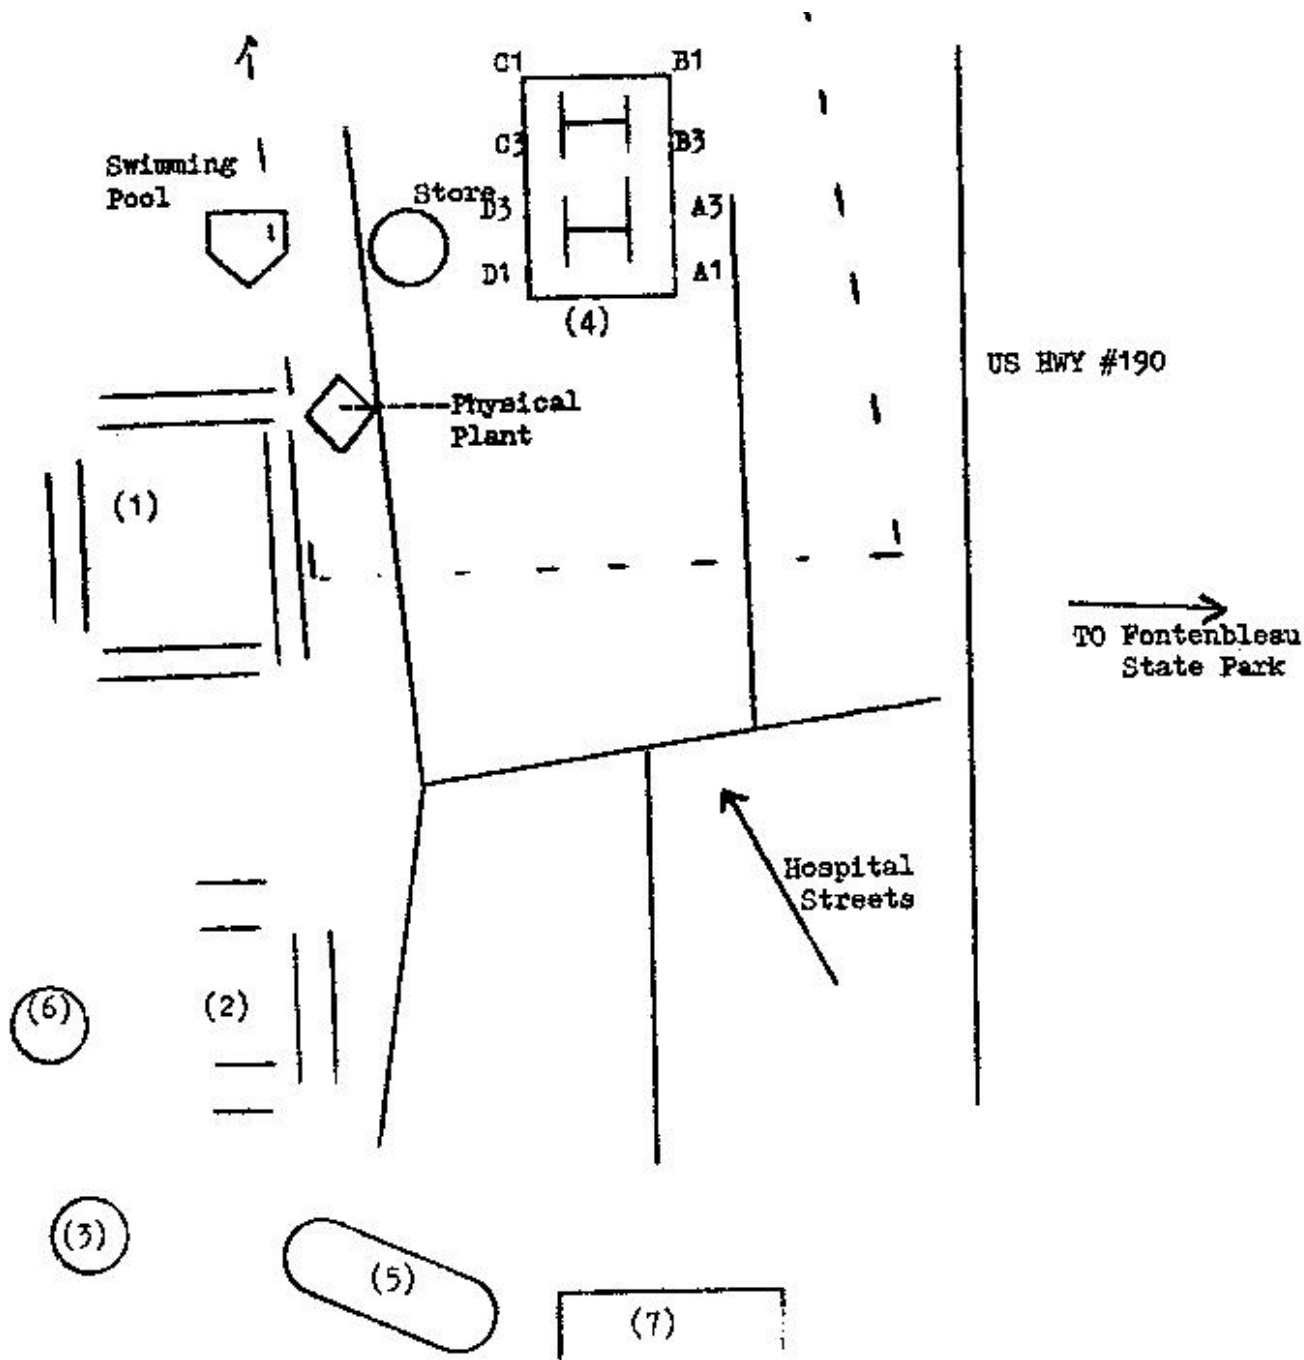 C1 B1
C3 B3
Swimming
Pool
Store
D3 A3
D1 A1
(4)
US HWY #190
Physical
Plant
(1)
TO Fontenbleau
State Park
Hospital
Streets
(6)
(2)
(3)
(5)
(7)